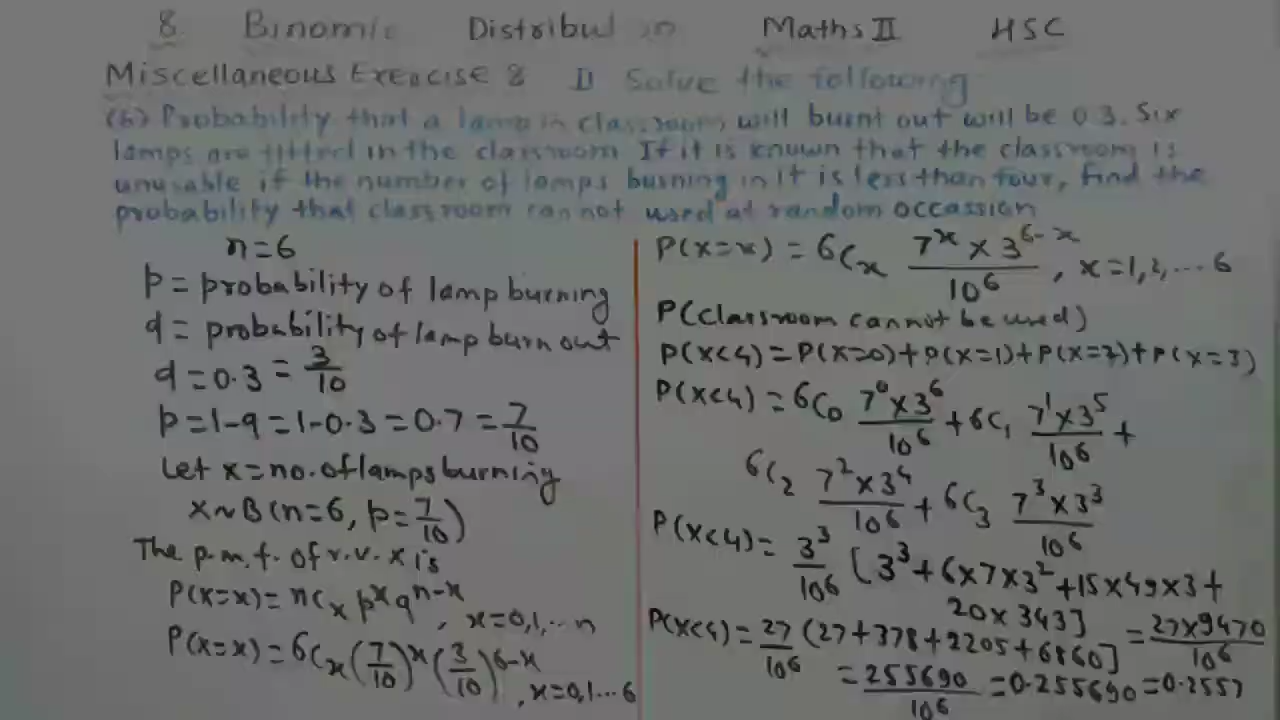 8. Binomial Distribution Maths II HSC
Miscellaneous Exercise 8 II Solve the following
(6) Probability that a lamp in classroom will burnt out will be 0.3. Six
lamps are fitted in the classroom If it is known that the classroom is
unusable if the number of lamps burning in it is less than four, find the
probability that classroom cannot used at random occassion
n=6
p = probability of lamp burning
q = probability of lamp burn out
q = 0.3 = 3/10
p=1-q=1-0.3=0.7=7/10
Let x=no. of lamps burning
X~B(n=6, p=7/10)
The p.m.f. of r.v. x is
P(X=x) = nCx p^x q^n-x, x=0,1,...n
P(X=x) = 6Cx (7/10)^x (3/10)^6-x, x=0,1...6
P(X=x) = 6Cx 7^x × 3^6-x / 10^6, x=1,2,...6
P(classroom cannot be used)
P(X<4)=P(X=0)+P(X=1)+P(X=2)+P(X=3)
P(X<4) = 6C0 7^0×3^6/10^6 + 6C1 7^1×3^5/10^6 +
6C2 7^2×3^4/10^6 + 6C3 7^3×3^3/10^6
P(X<4) = 3^3/10^6 [3^3+6×7×3^2+15×49×3+
20×343]
P(X<4) = 27/10^6 (27+378+2205+6860] = 27×9470/10^6
= 255690/10^6 = 0.255690 = 0.2557